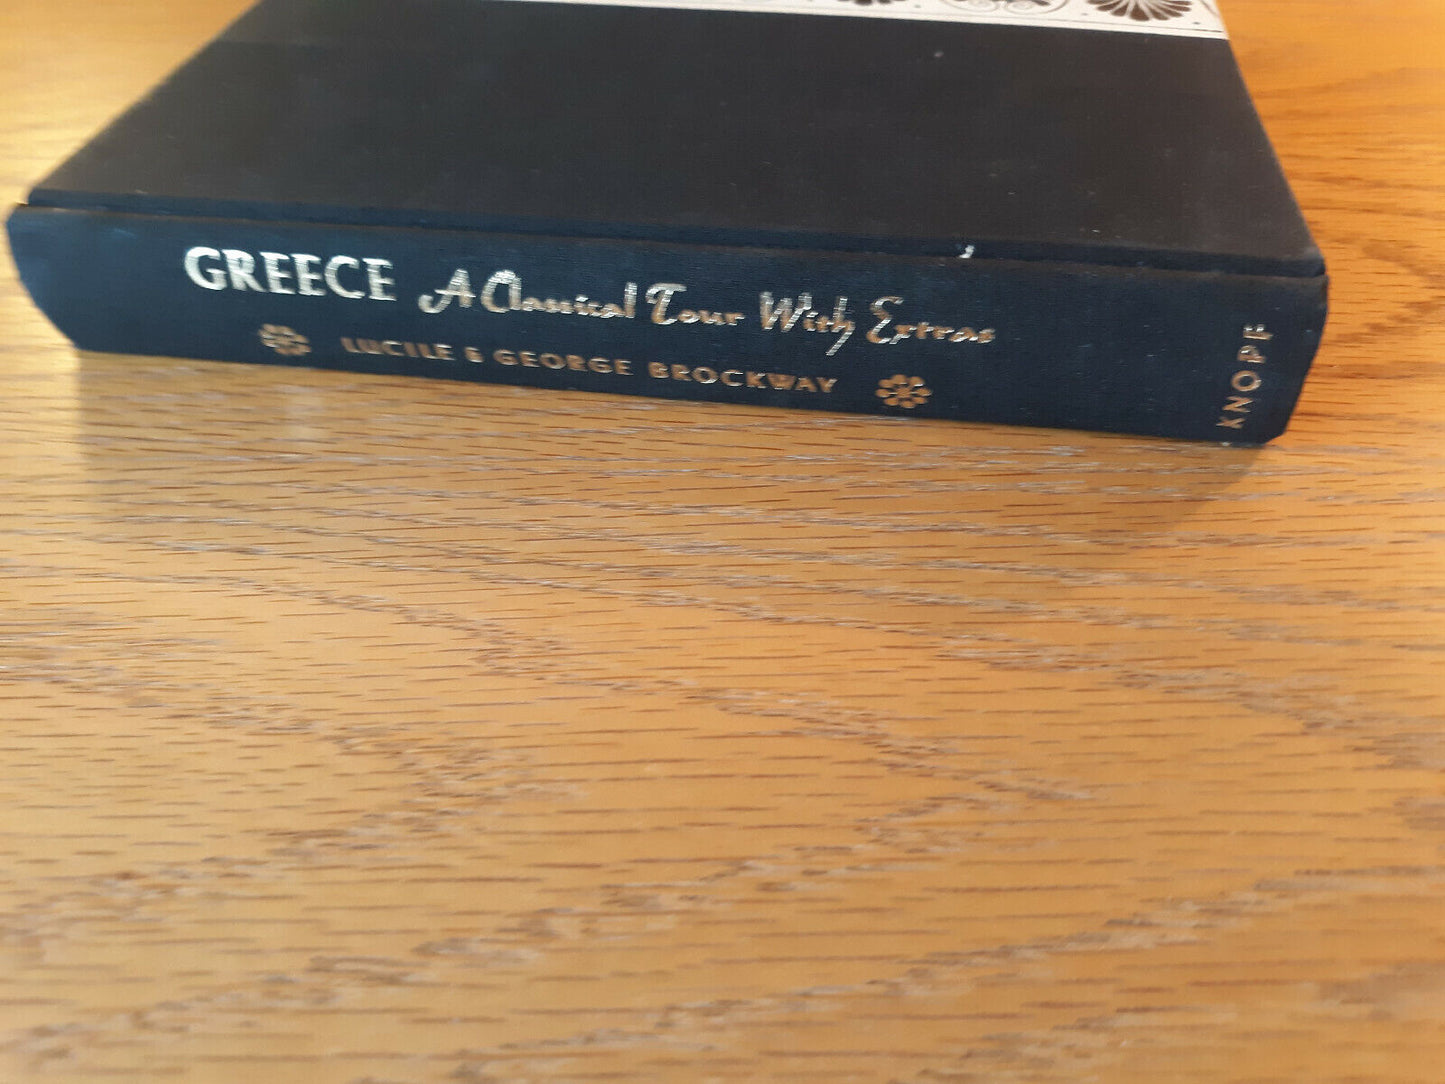 GREECE A Classical Tour With Extras
LUCILE & GEORGE BROCKWAY
KNOPF